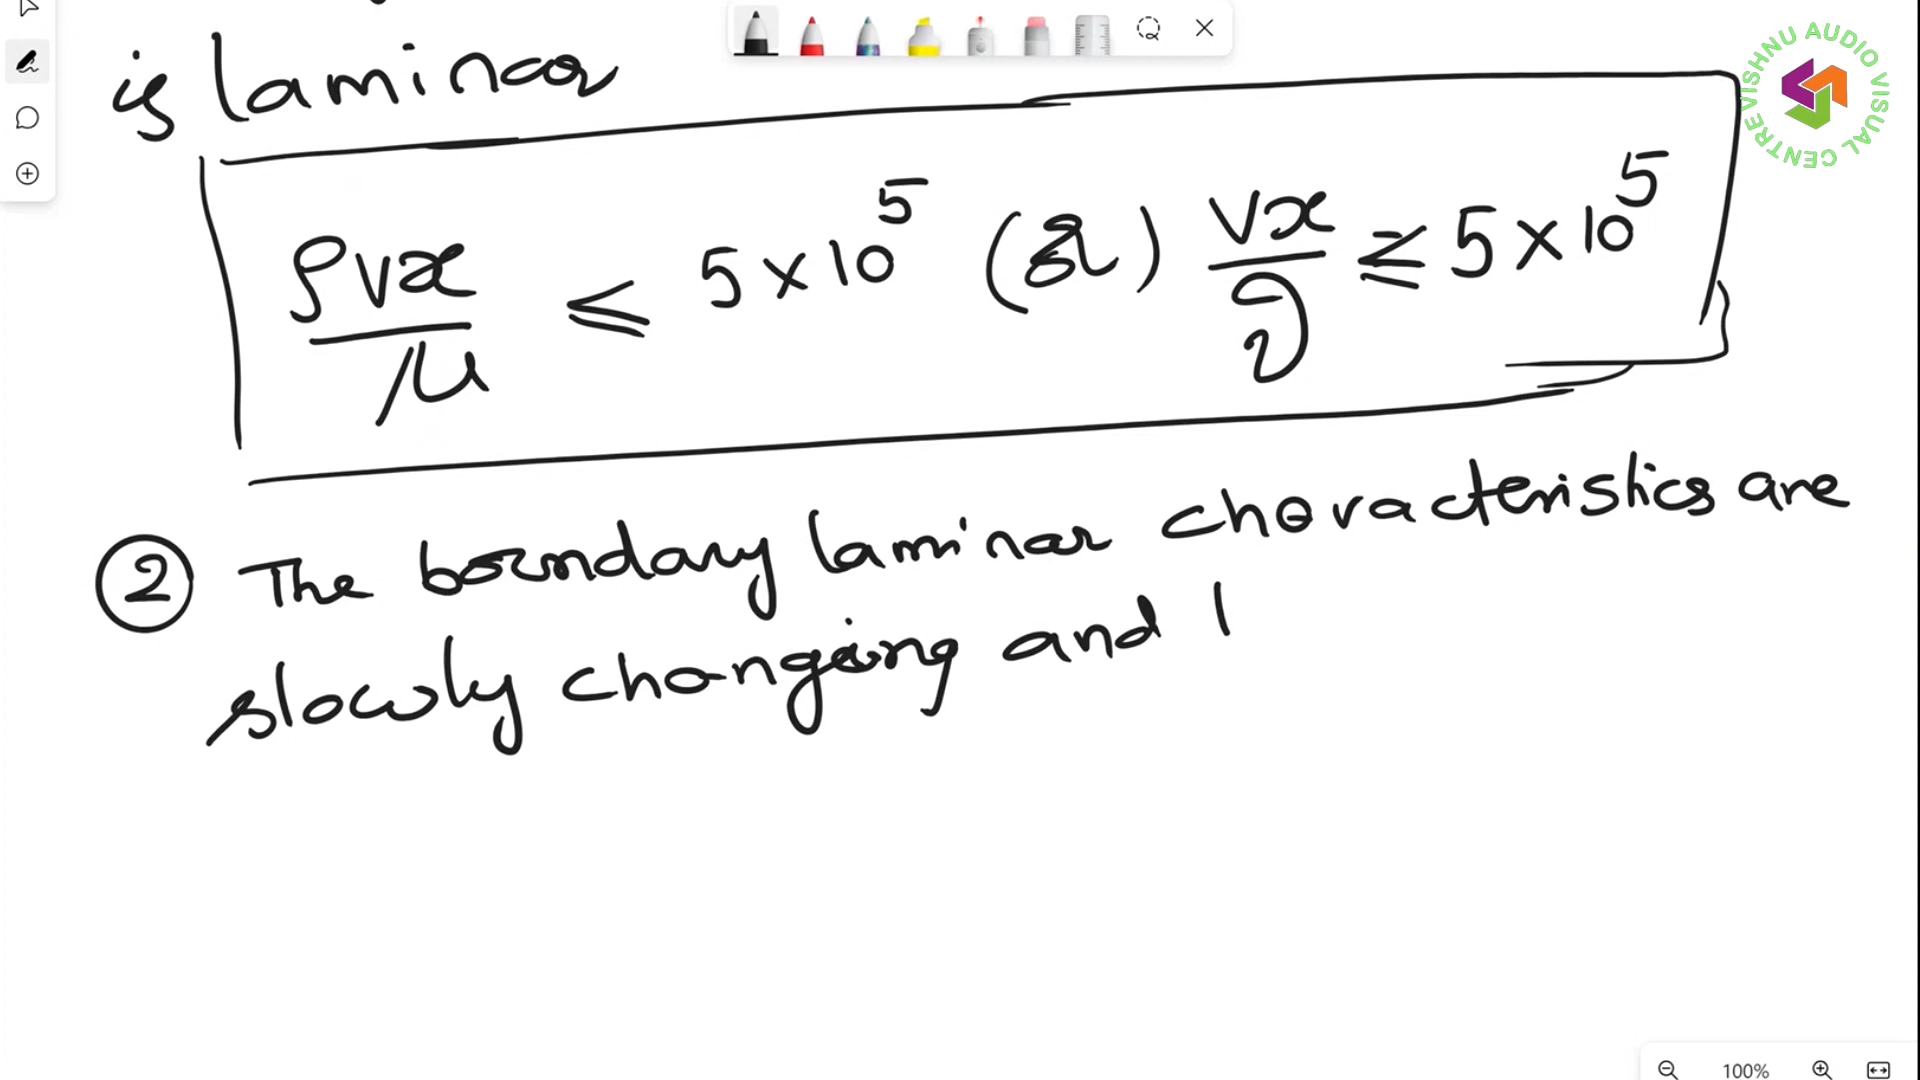 is laminar
ρvx/μ ≤ 5×10^5 (or) vx/ν ≤ 5×10^5
② The boundary laminar characteristics are
slowly changing and
VISHNU AUDIO VISUAL CENTRE
100%